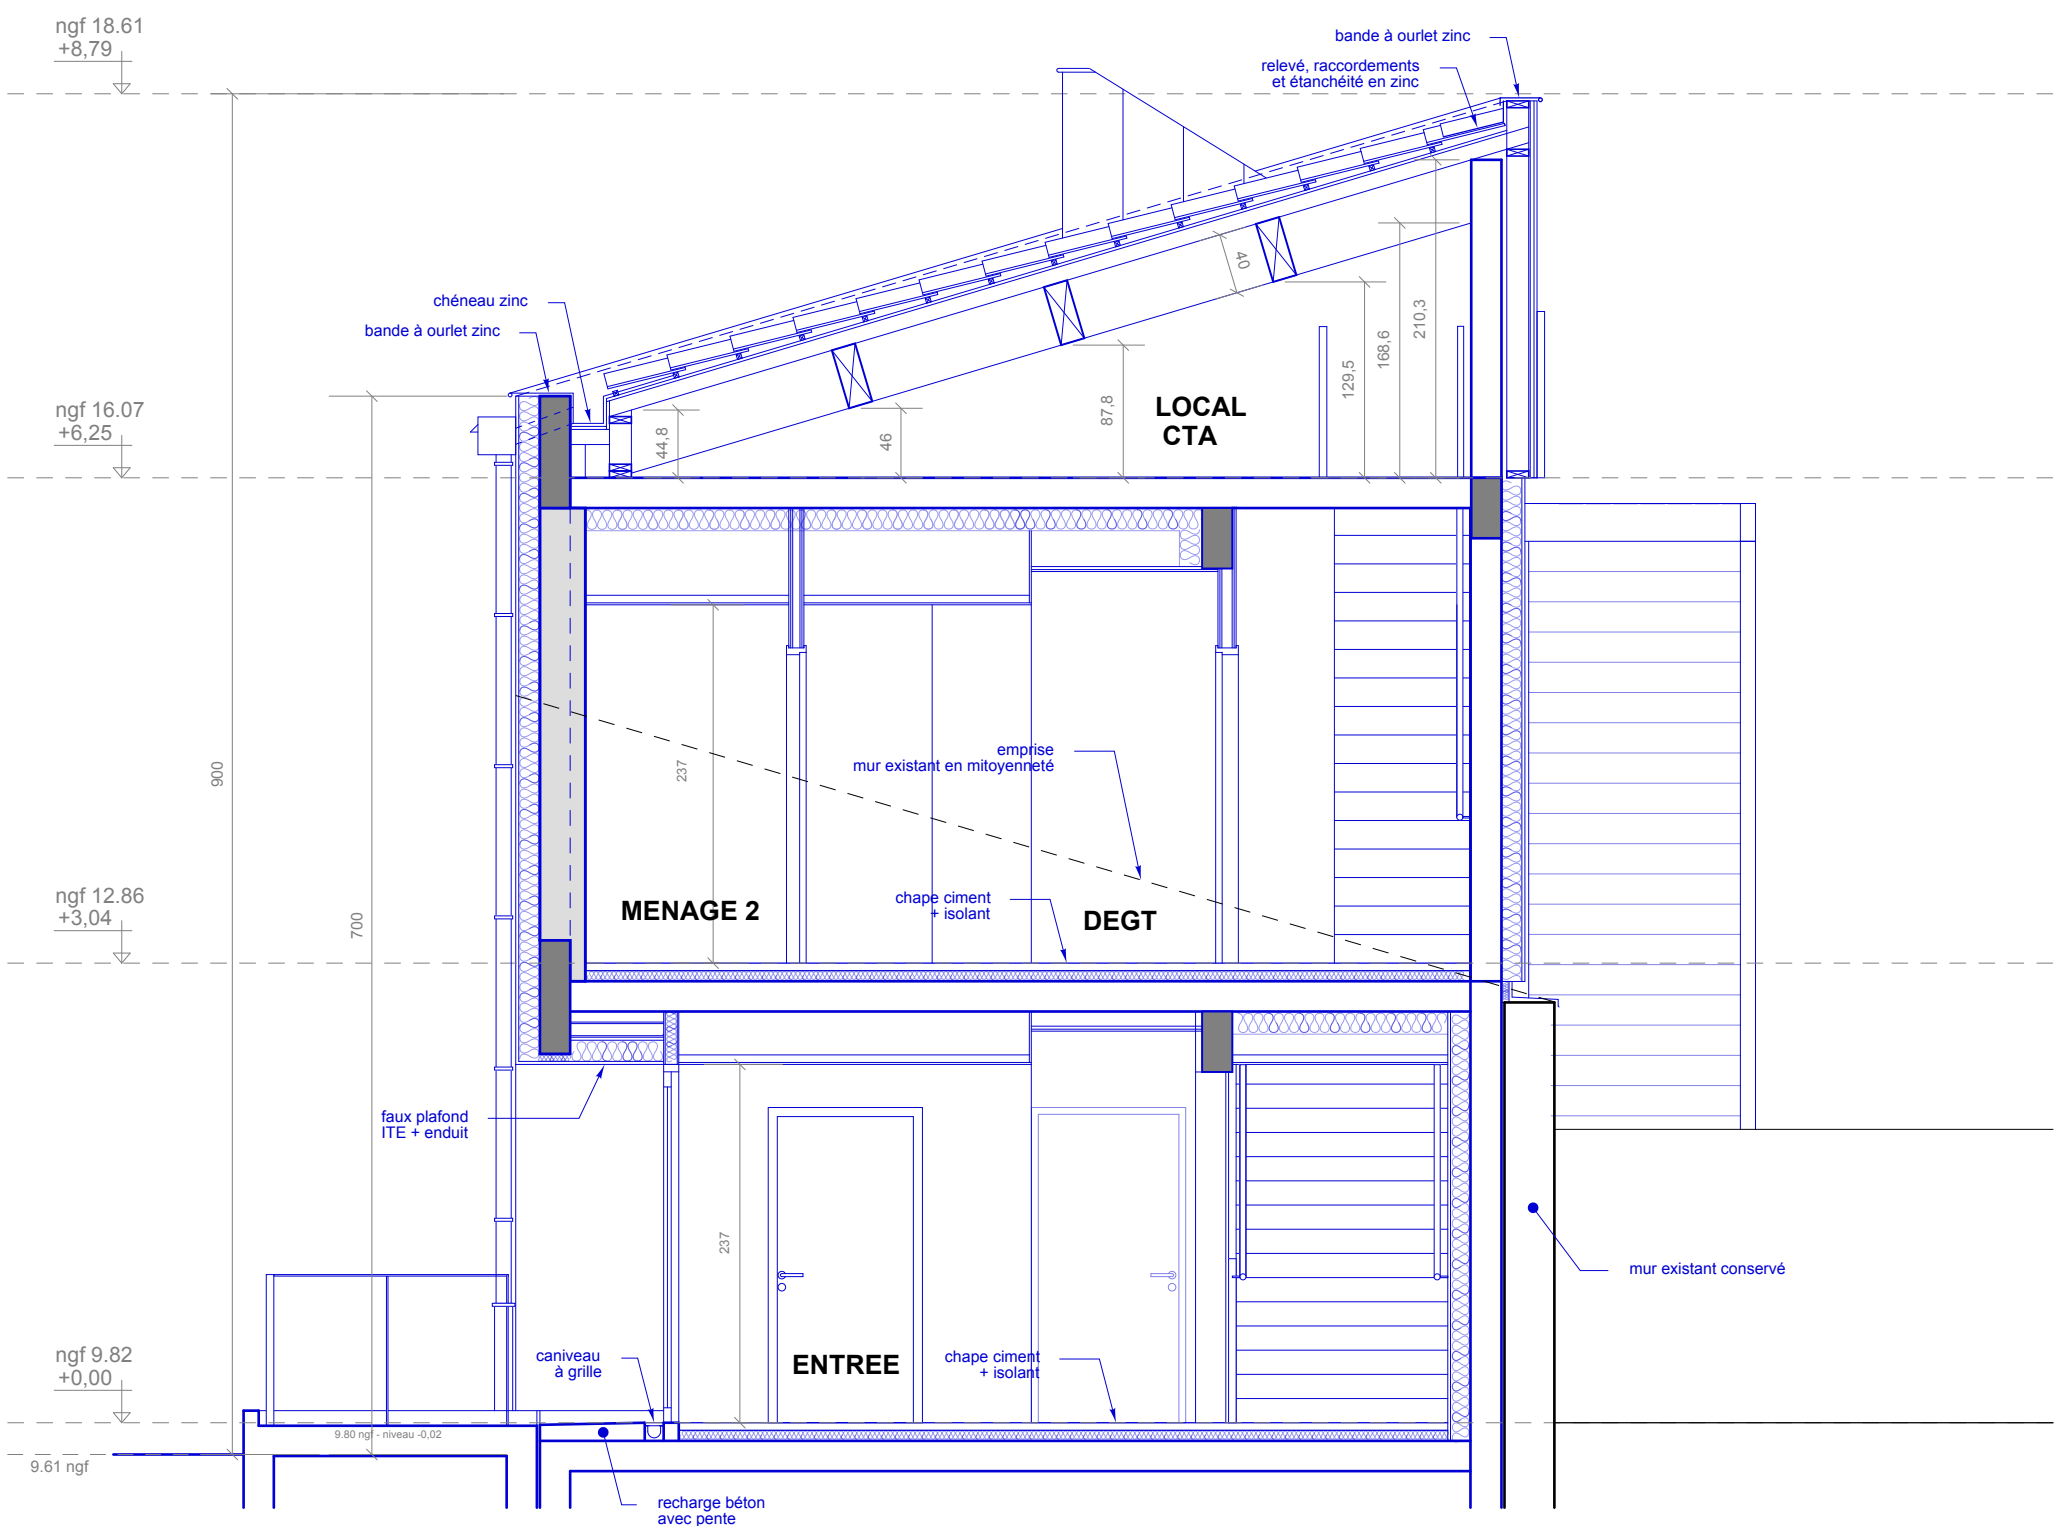 ngf 18.61
+8,79
bande à ourlet zinc
relevé, raccordements
et étanchéité en zinc
chéneau zinc
bande à ourlet zinc
40
210,3
168,6
129,5
87,8
46
44,8
LOCAL
CTA
ngf 16.07
+6,25
900
700
237
emprise
mur existant en mitoyenneté
chape ciment
+ isolant
MENAGE 2
DEGT
ngf 12.86
+3,04
faux plafond
ITE + enduit
237
mur existant conservé
caniveau
à grille
ENTREE
chape ciment
+ isolant
ngf 9.82
+0,00
9.80 ngf - niveau -0,02
9.61 ngf
recharge béton
avec pente